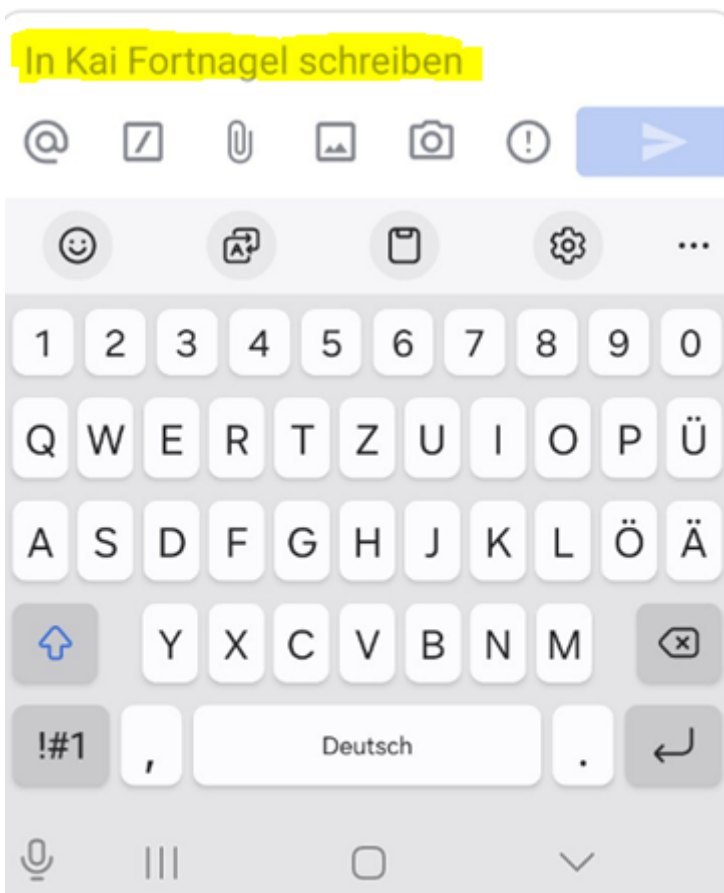 In Kai Fortnagel schreiben
1 2 3 4 5 6 7 8 9 0
Q W E R T Z U I O P Ü
A S D F G H J K L Ö Ä
Y X C V B N M
!#1 , Deutsch .